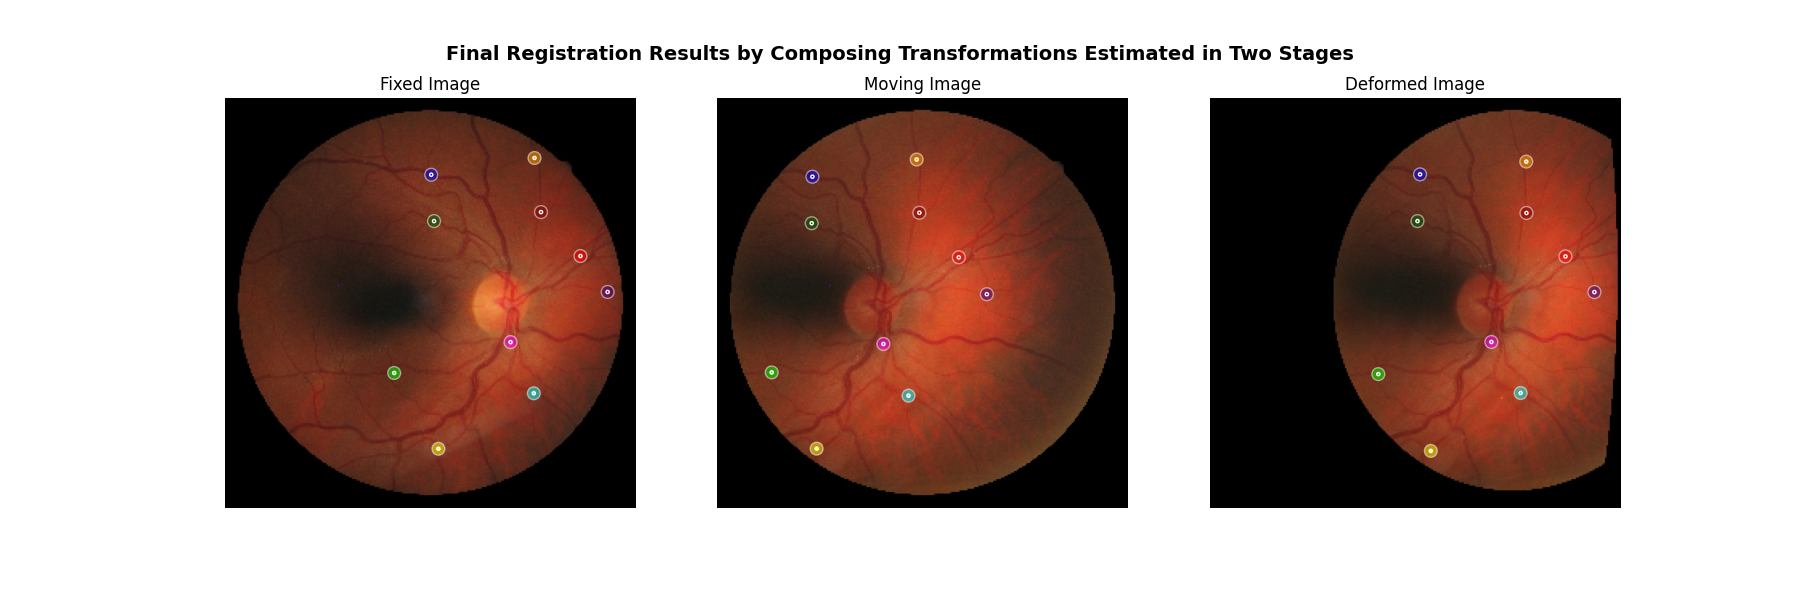 Final Registration Results by Composing Transformations Estimated in Two Stages
Fixed Image
Moving Image
Deformed Image